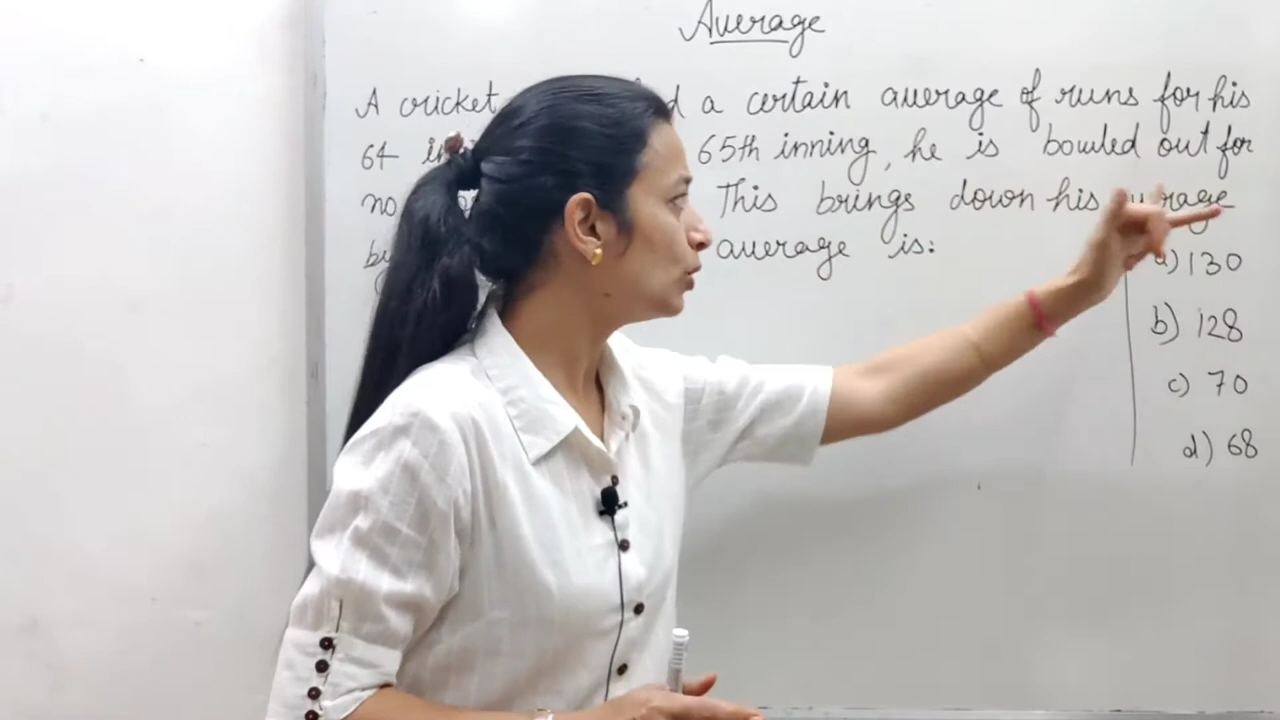 Average
A cricket a certain average of runs for his
64 65th inning, he is bowled out for
no This brings down his average
average is:
a) 130
b) 128
c) 70
d) 68